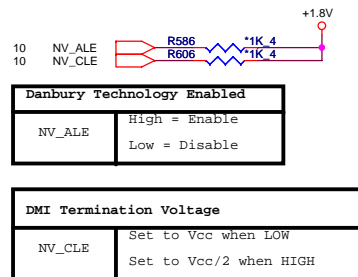 +1.8V
10 NV_ALE R586 *1K_4
10 NV_CLE R606 *1K_4
Danbury Technology Enabled
NV_ALE
High = Enable
Low = Disable
DMI Termination Voltage
NV_CLE
Set to Vcc when LOW
Set to Vcc/2 when HIGH